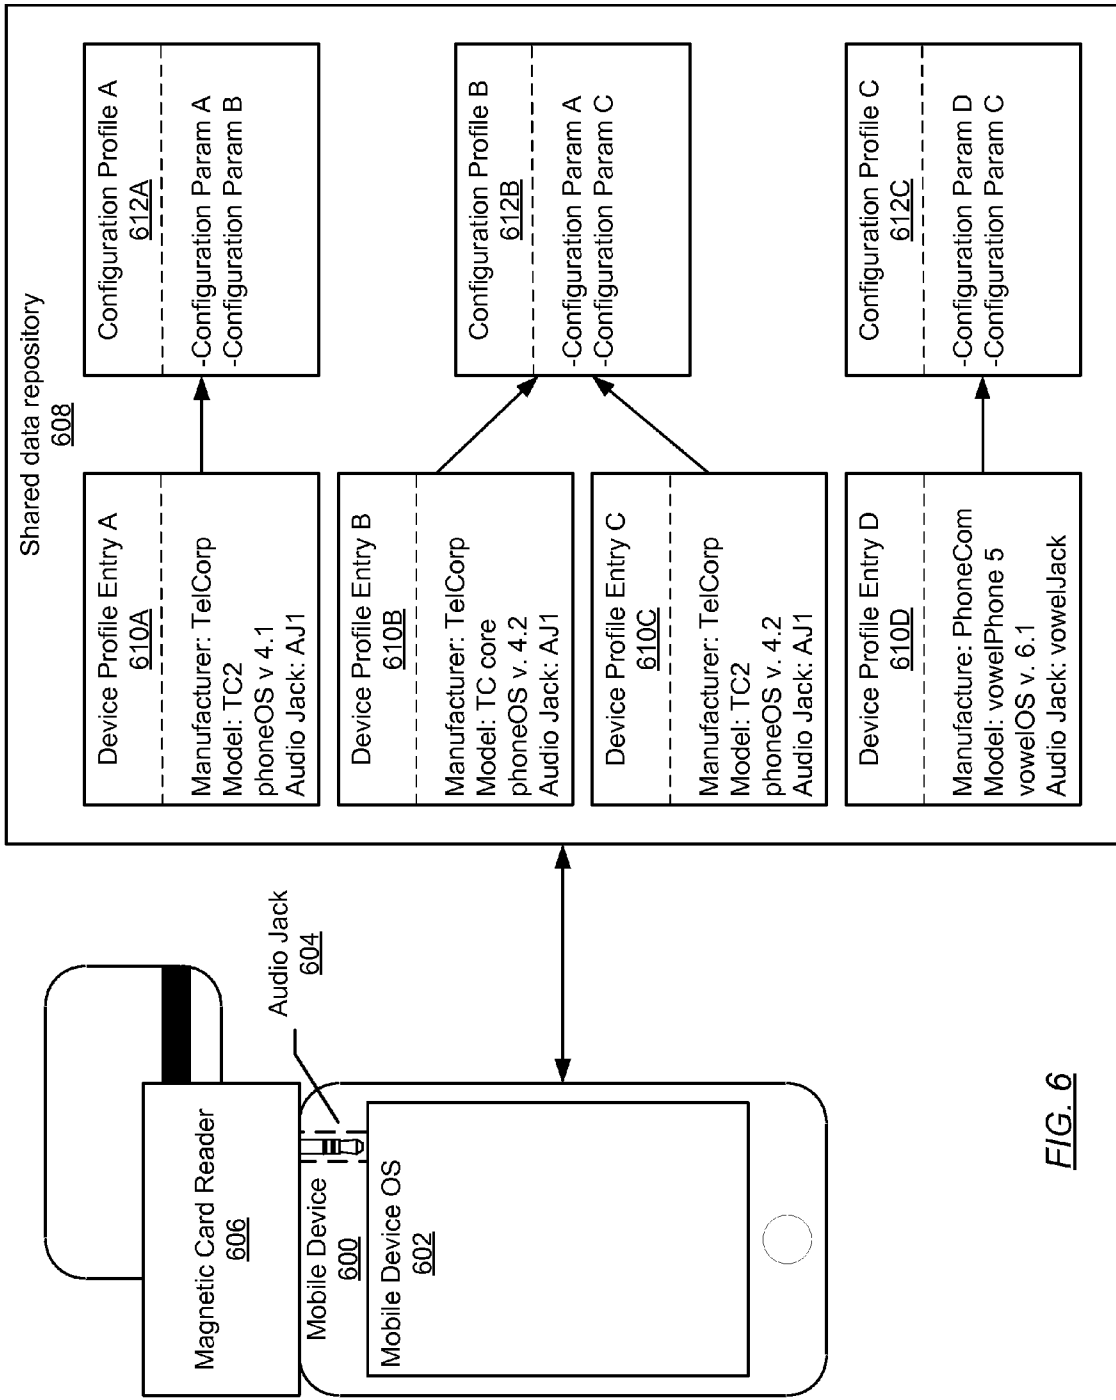 Magnetic Card Reader
606
Mobile Device
600
Audio Jack
604
Mobile Device OS
602
Shared data repository
608
Device Profile Entry A
610A
Manufacturer: TelCorp
Model: TC2
phoneOS v 4.1
Audio Jack: AJ1
Device Profile Entry B
610B
Manufacturer: TelCorp
Model: TC core
phoneOS v. 4.2
Audio Jack: AJ1
Device Profile Entry C
610C
Manufacturer: TelCorp
Model: TC2
phoneOS v. 4.2
Audio Jack: AJ1
Device Profile Entry D
610D
Manufacture: PhoneCom
Model: vowelPhone 5
vowelOS v. 6.1
Audio Jack: vowelJack
Configuration Profile A
612A
-Configuration Param A
-Configuration Param B
Configuration Profile B
612B
-Configuration Param A
-Configuration Param C
Configuration Profile C
612C
-Configuration Param D
-Configuration Param C
FIG. 6